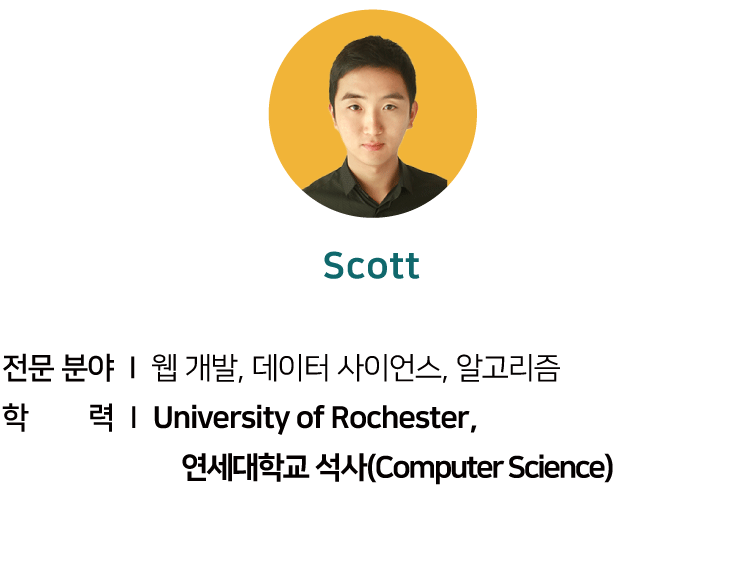 Scott
전문 분야 | 웹 개발, 데이터 사이언스, 알고리즘
학 력 | University of Rochester,
연세대학교 석사(Computer Science)